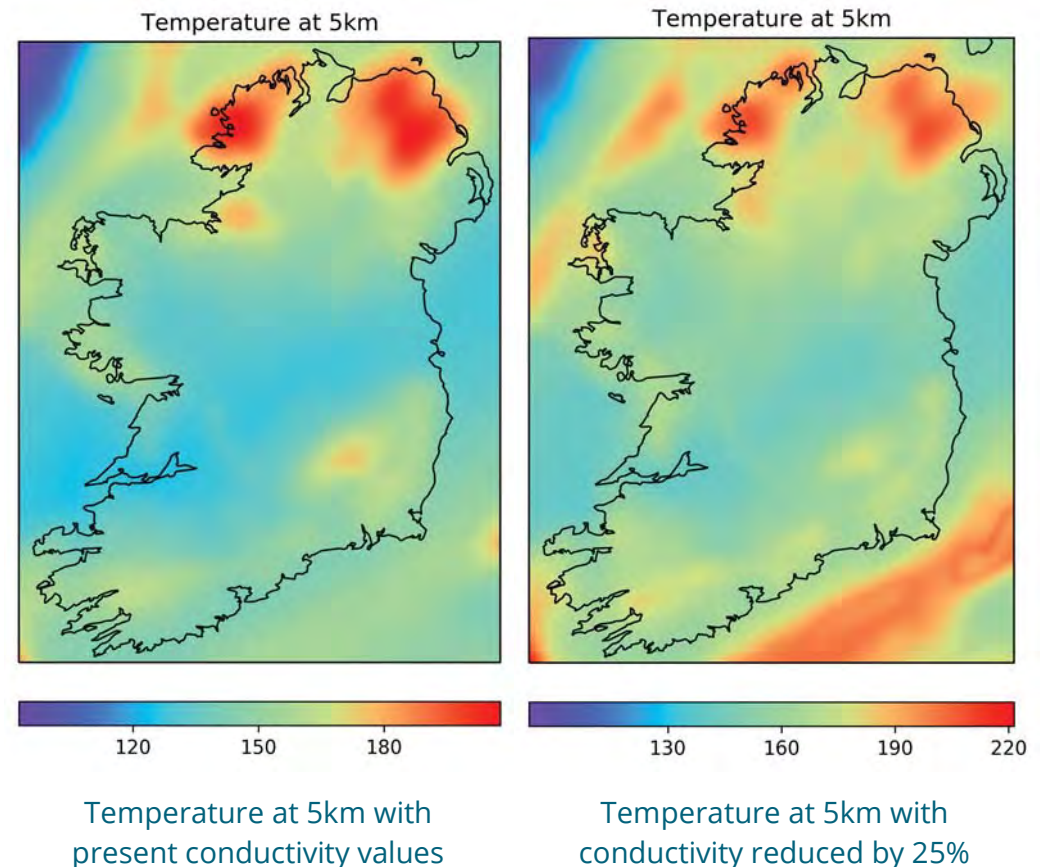 Temperature at 5km
Temperature at 5km
120 150 180
130 160 190 220
Temperature at 5km with
present conductivity values
Temperature at 5km with
conductivity reduced by 25%